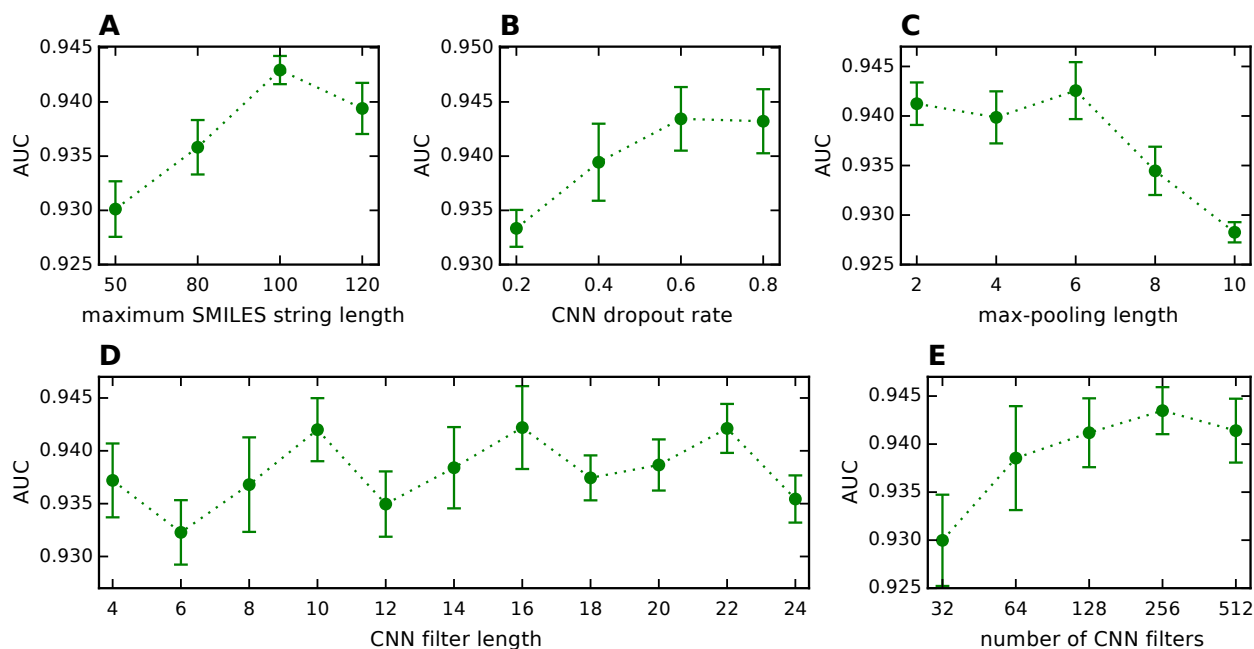 A
0.945
0.940
0.935
0.930
0.925
AUC
50 80 100 120
maximum SMILES string length
B
0.950
0.945
0.940
0.935
0.930
AUC
0.2 0.4 0.6 0.8
CNN dropout rate
C
0.945
0.940
0.935
0.930
0.925
AUC
2 4 6 8 10
max-pooling length
D
0.945
0.940
0.935
0.930
AUC
4 6 8 10 12 14 16 18 20 22 24
CNN filter length
E
0.945
0.940
0.935
0.930
0.925
AUC
32 64 128 256 512
number of CNN filters